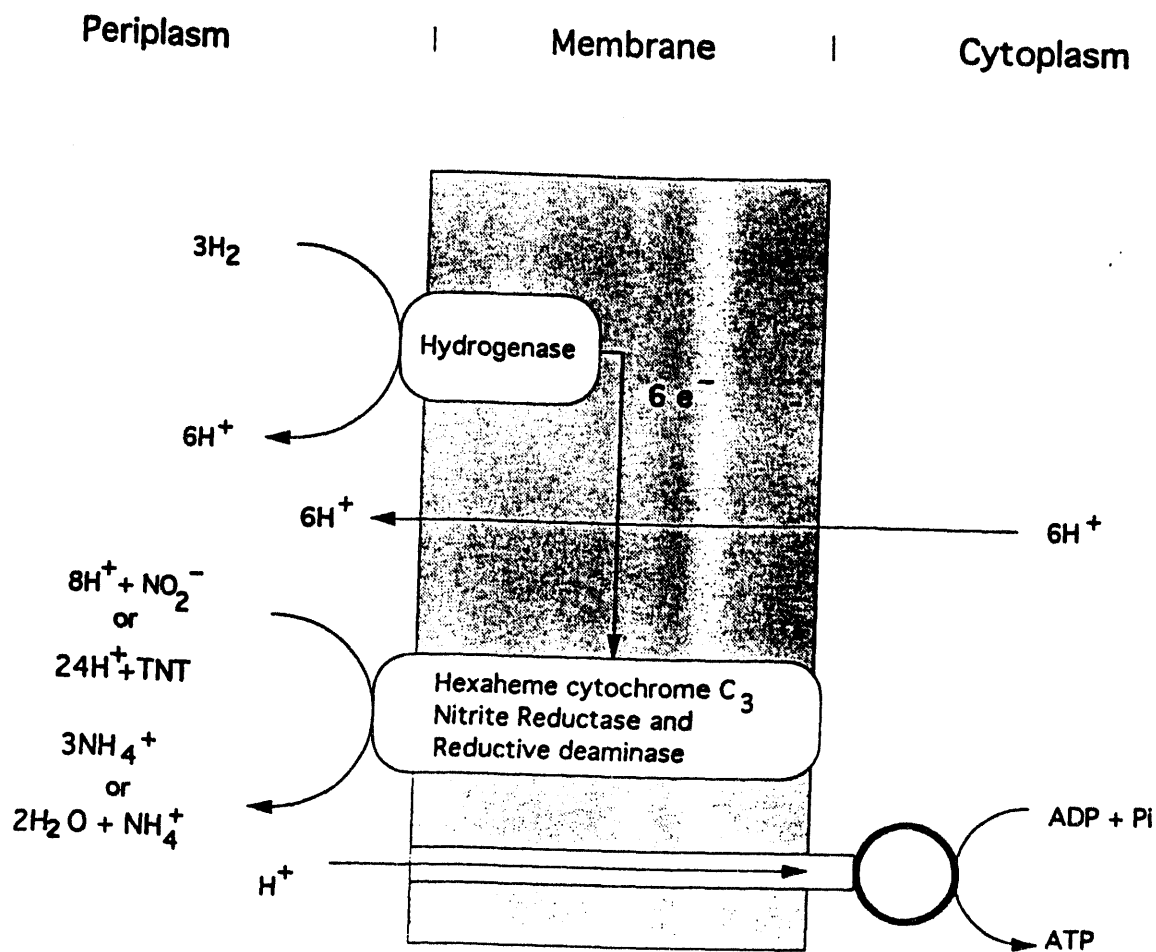 Periplasm | Membrane | Cytoplasm
3H₂
Hydrogenase
6 e⁻
6H⁺
6H⁺
6H⁺
8H⁺ + NO₂⁻
or
24H⁺+TNT
Hexaheme cytochrome C₃
Nitrite Reductase and
Reductive deaminase
3NH₄⁺
or
2H₂O + NH₄⁺
H⁺
ADP + Pi
ATP